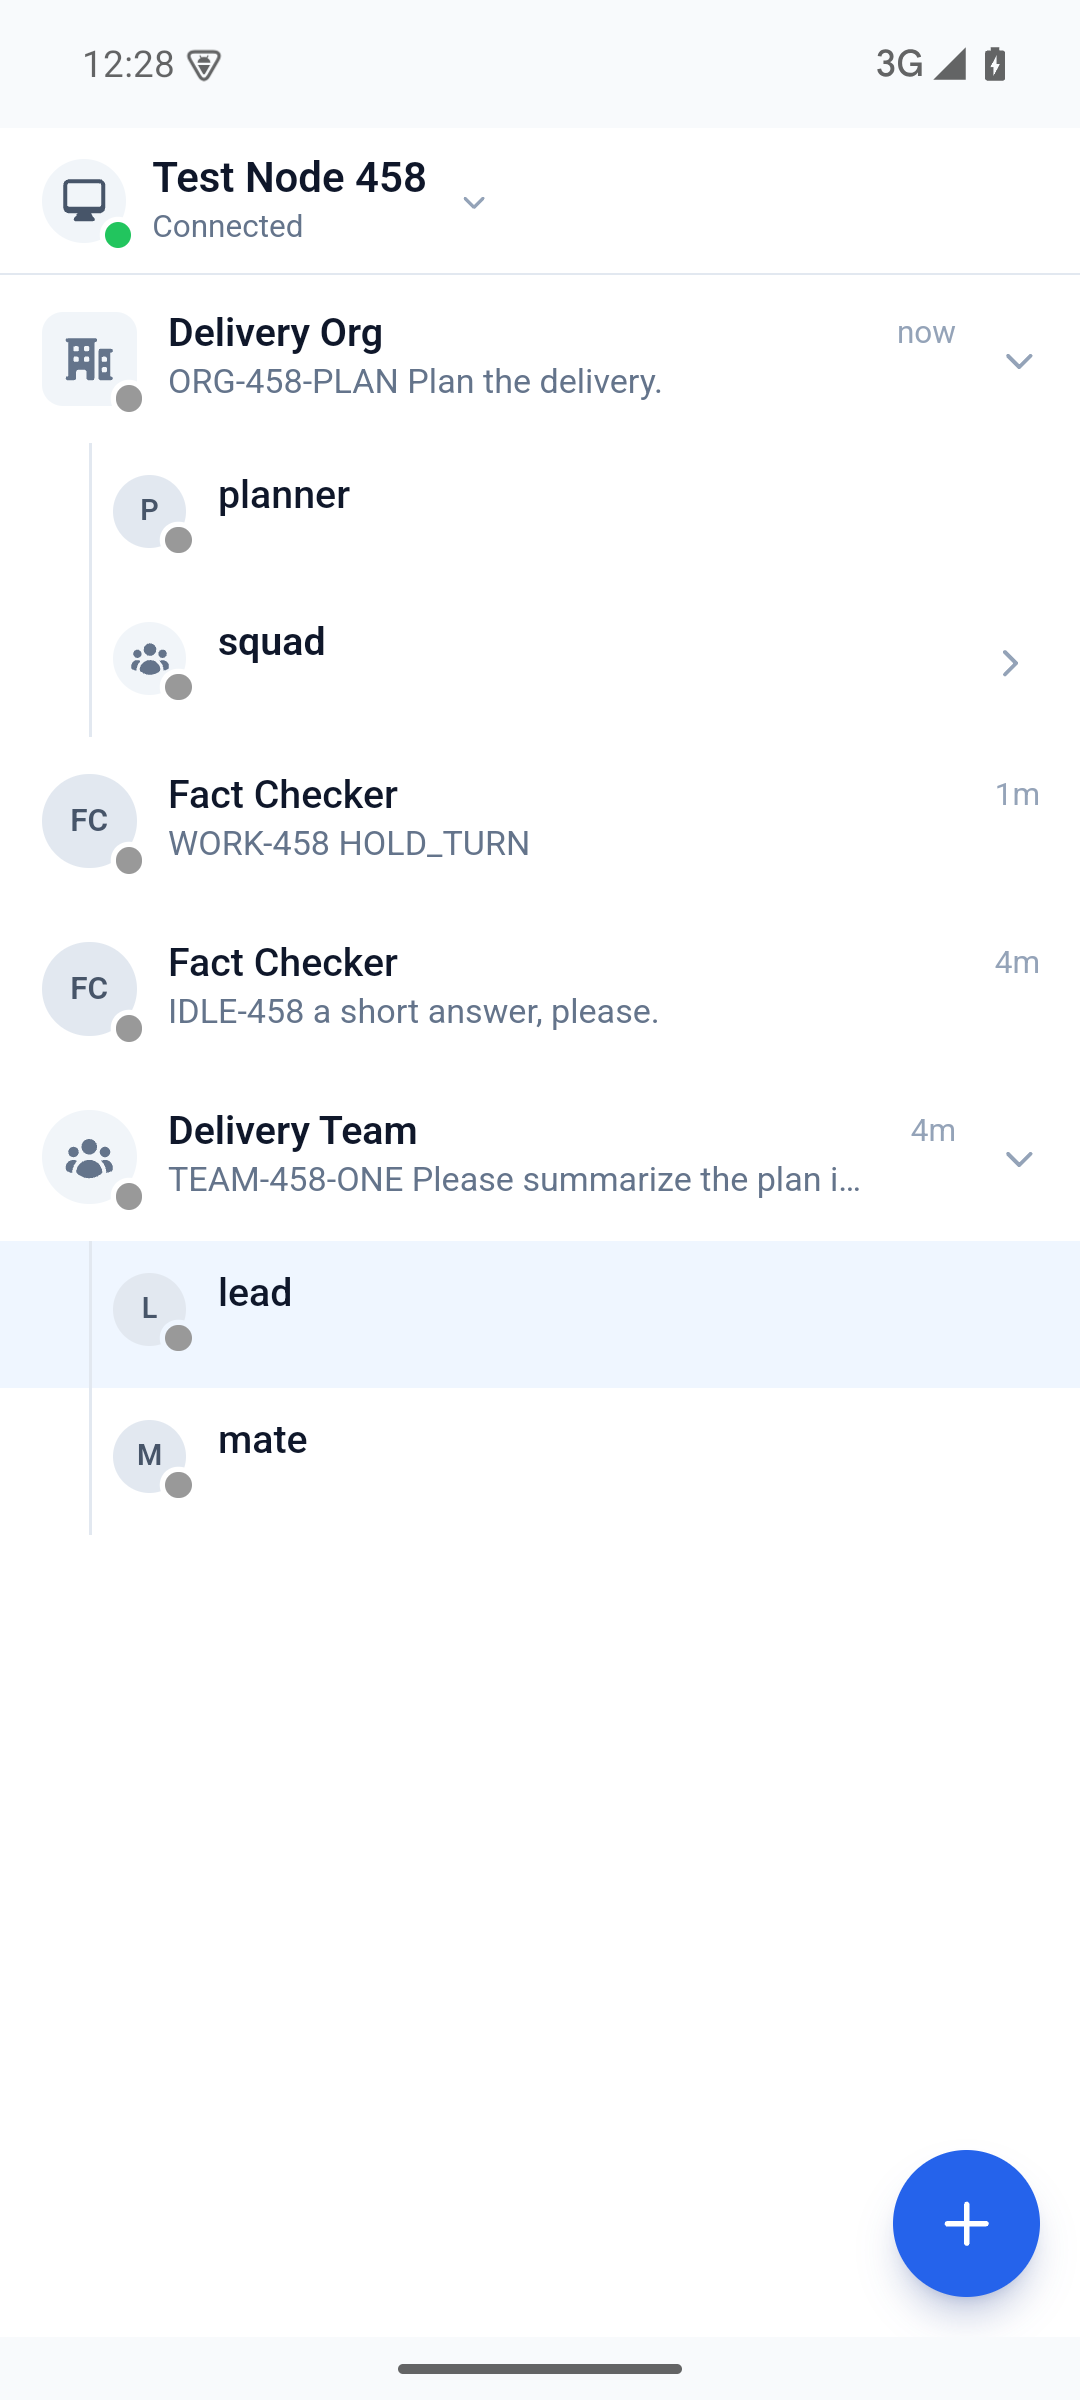 12:28
3G
Test Node 458
Connected
Delivery Org
now
ORG-458-PLAN Plan the delivery.
P
planner
squad
FC
Fact Checker
1m
WORK-458 HOLD_TURN
FC
Fact Checker
4m
IDLE-458 a short answer, please.
Delivery Team
4m
TEAM-458-ONE Please summarize the plan i...
L
lead
M
mate